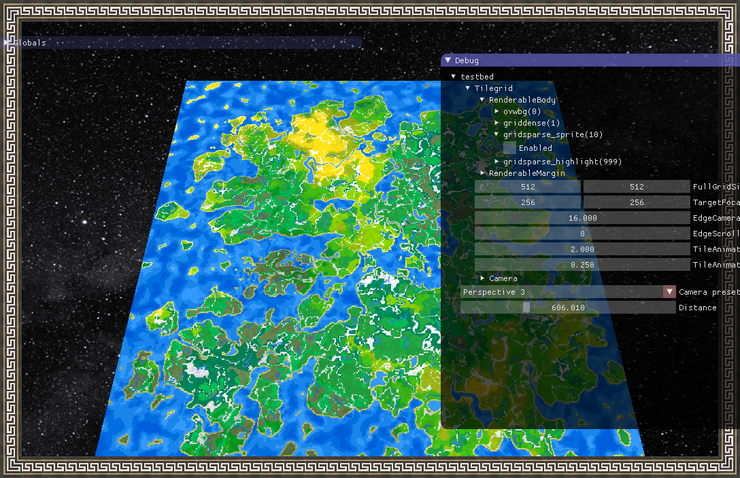 Globals
Debug
testbed
Tilegrid
RenderableBody
ovwbg(0)
griddense(1)
gridsparse_sprite(10)
Enabled
gridsparse_highlight(999)
RenderableMargin
512 512 FullGridSi
256 256 TargetFoca
16.000 EdgeCamera
0 EdgeScroll
2.000 TileAnimat
0.250 TileAnimat
Camera
Perspective 3 Camera preset
606.010 Distance